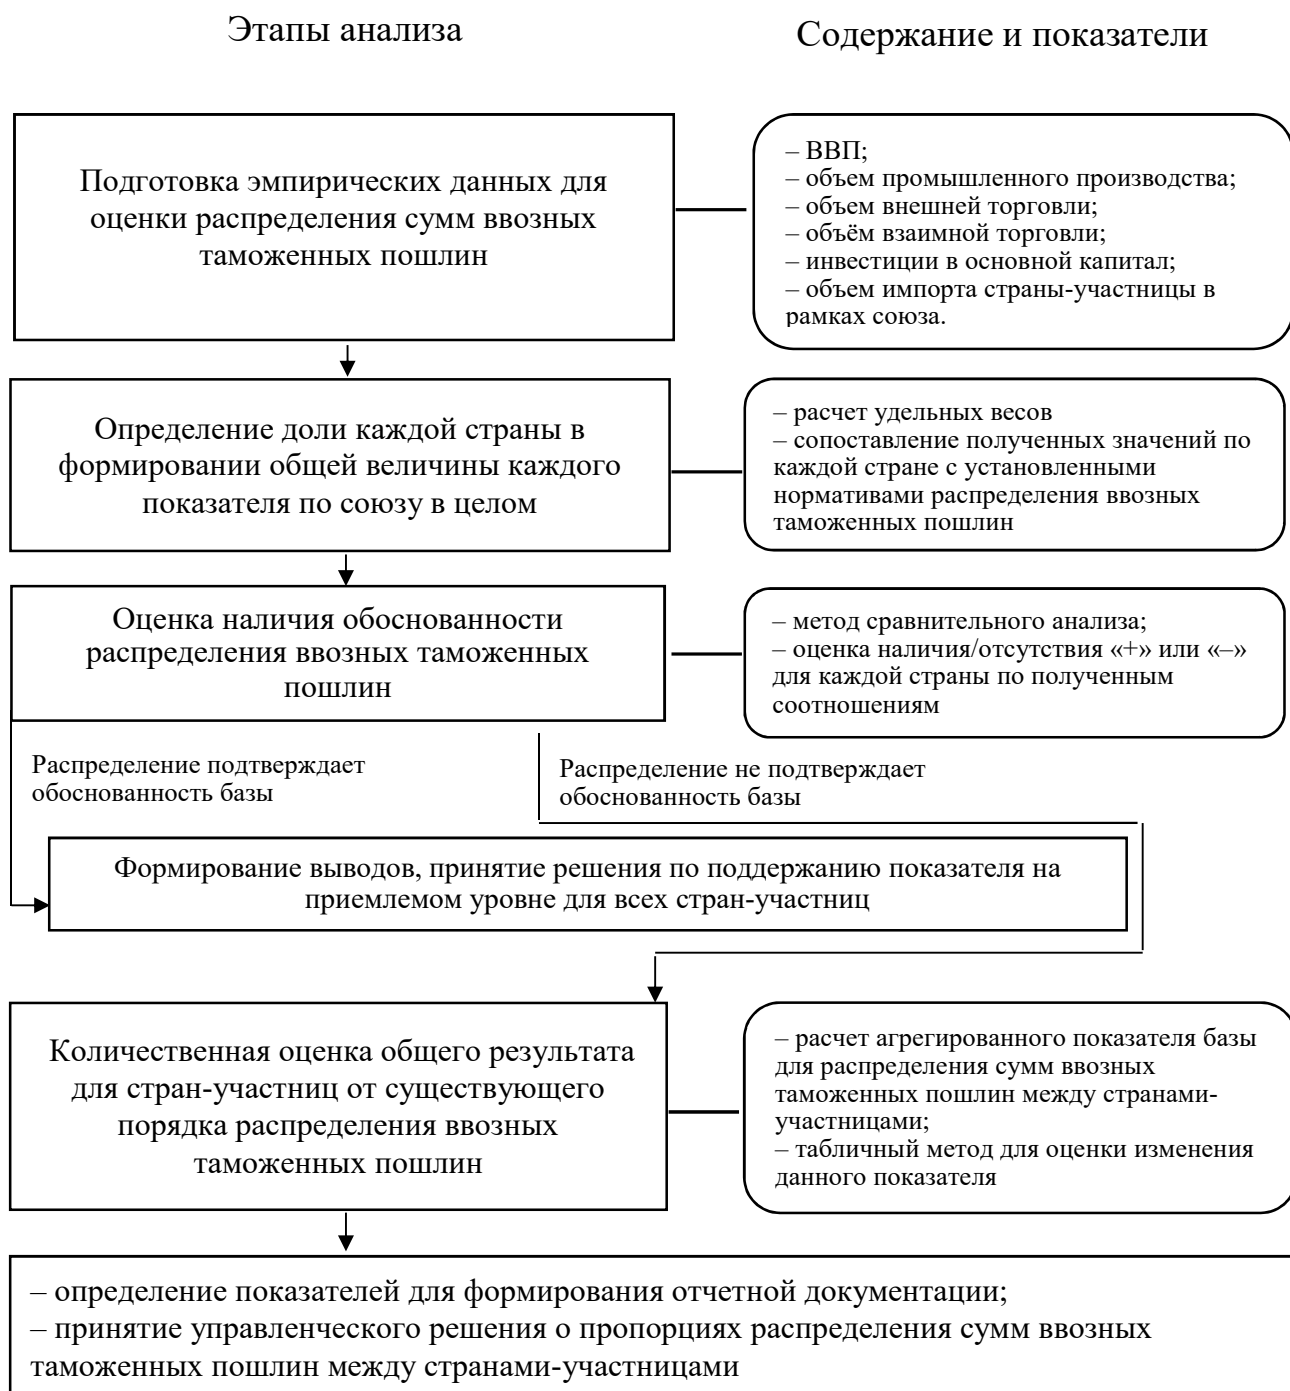 Этапы анализа
Содержание и показатели
Подготовка эмпирических данных для
оценки распределения сумм ввозных
таможенных пошлин
– ВВП;
– объем промышленного производства;
– объем внешней торговли;
– объём взаимной торговли;
– инвестиции в основной капитал;
– объем импорта страны-участницы в
рамках союза.
Определение доли каждой страны в
формировании общей величины каждого
показателя по союзу в целом
– расчет удельных весов
– сопоставление полученных значений по
каждой стране с установленными
нормативами распределения ввозных
таможенных пошлин
Оценка наличия обоснованности
распределения ввозных таможенных
пошлин
– метод сравнительного анализа;
– оценка наличия/отсутствия «+» или «–»
для каждой страны по полученным
соотношениям
Распределение подтверждает
обоснованность базы
Распределение не подтверждает
обоснованность базы
Формирование выводов, принятие решения по поддержанию показателя на
приемлемом уровне для всех стран-участниц
Количественная оценка общего результата
для стран-участниц от существующего
порядка распределения ввозных
таможенных пошлин
– расчет агрегированного показателя базы
для распределения сумм ввозных
таможенных пошлин между странами-
участницами;
– табличный метод для оценки изменения
данного показателя
– определение показателей для формирования отчетной документации;
– принятие управленческого решения о пропорциях распределения сумм ввозных
таможенных пошлин между странами-участницами